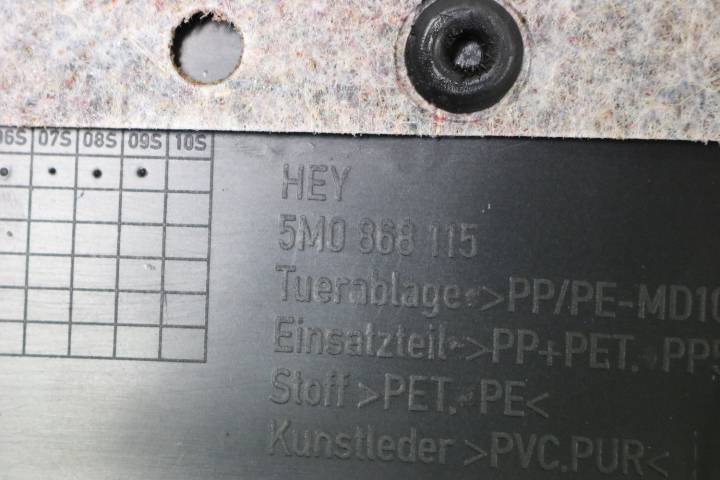 06S 07S 08S 09S 10S
HEY
5M0 868 115
Tuerablage >PP/PE-MD10
Einsatzteil >PP+PET. PP
Stoff >PET. PE<
Kunstleder >PVC.PUR<